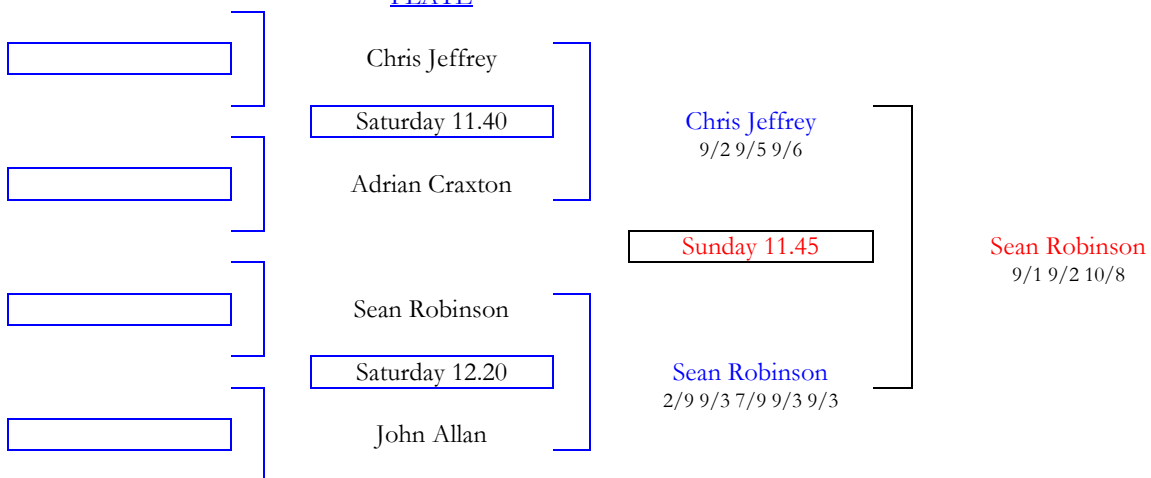 PLATE
Chris Jeffrey
Saturday 11.40
Chris Jeffrey
9/2 9/5 9/6
Adrian Craxton
Sunday 11.45
Sean Robinson
9/1 9/2 10/8
Sean Robinson
Saturday 12.20
Sean Robinson
2/9 9/3 7/9 9/3 9/3
John Allan